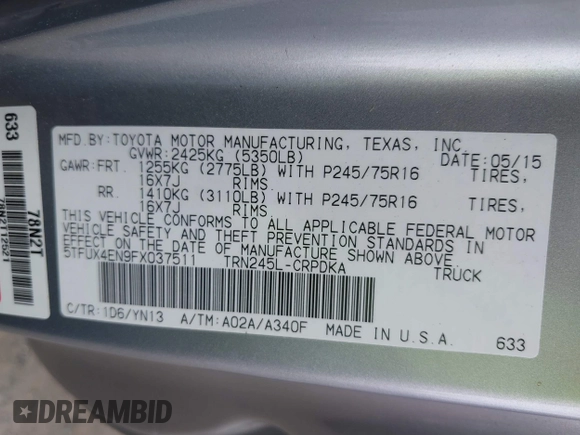 MFD.BY:TOYOTA MOTOR MANUFACTURING, TEXAS, INC.
GVWR:2425KG (5350LB) DATE:05/15
GAWR:FRT. 1255KG (2775LB) WITH P245/75R16 TIRES,
16X7J RIMS.
RR. 1410KG (3110LB) WITH P245/75R16 TIRES,
16X7J RIMS
THIS VEHICLE CONFORMS TO ALL APPLICABLE FEDERAL MOTOR
VEHICLE SAFETY, BUMPER, AND THEFT PREVENTION STANDARDS IN
EFFECT ON THE DATE OF MANUFACTURE SHOWN ABOVE.
5TFUX4EN9FX037511 TRN245L-CRPDKA TRUCK
C/TR:1D6/YN13 A/TM:A02A/A340F MADE IN U.S.A.
633
633
78N2T
78N2T12521
DREAMBID